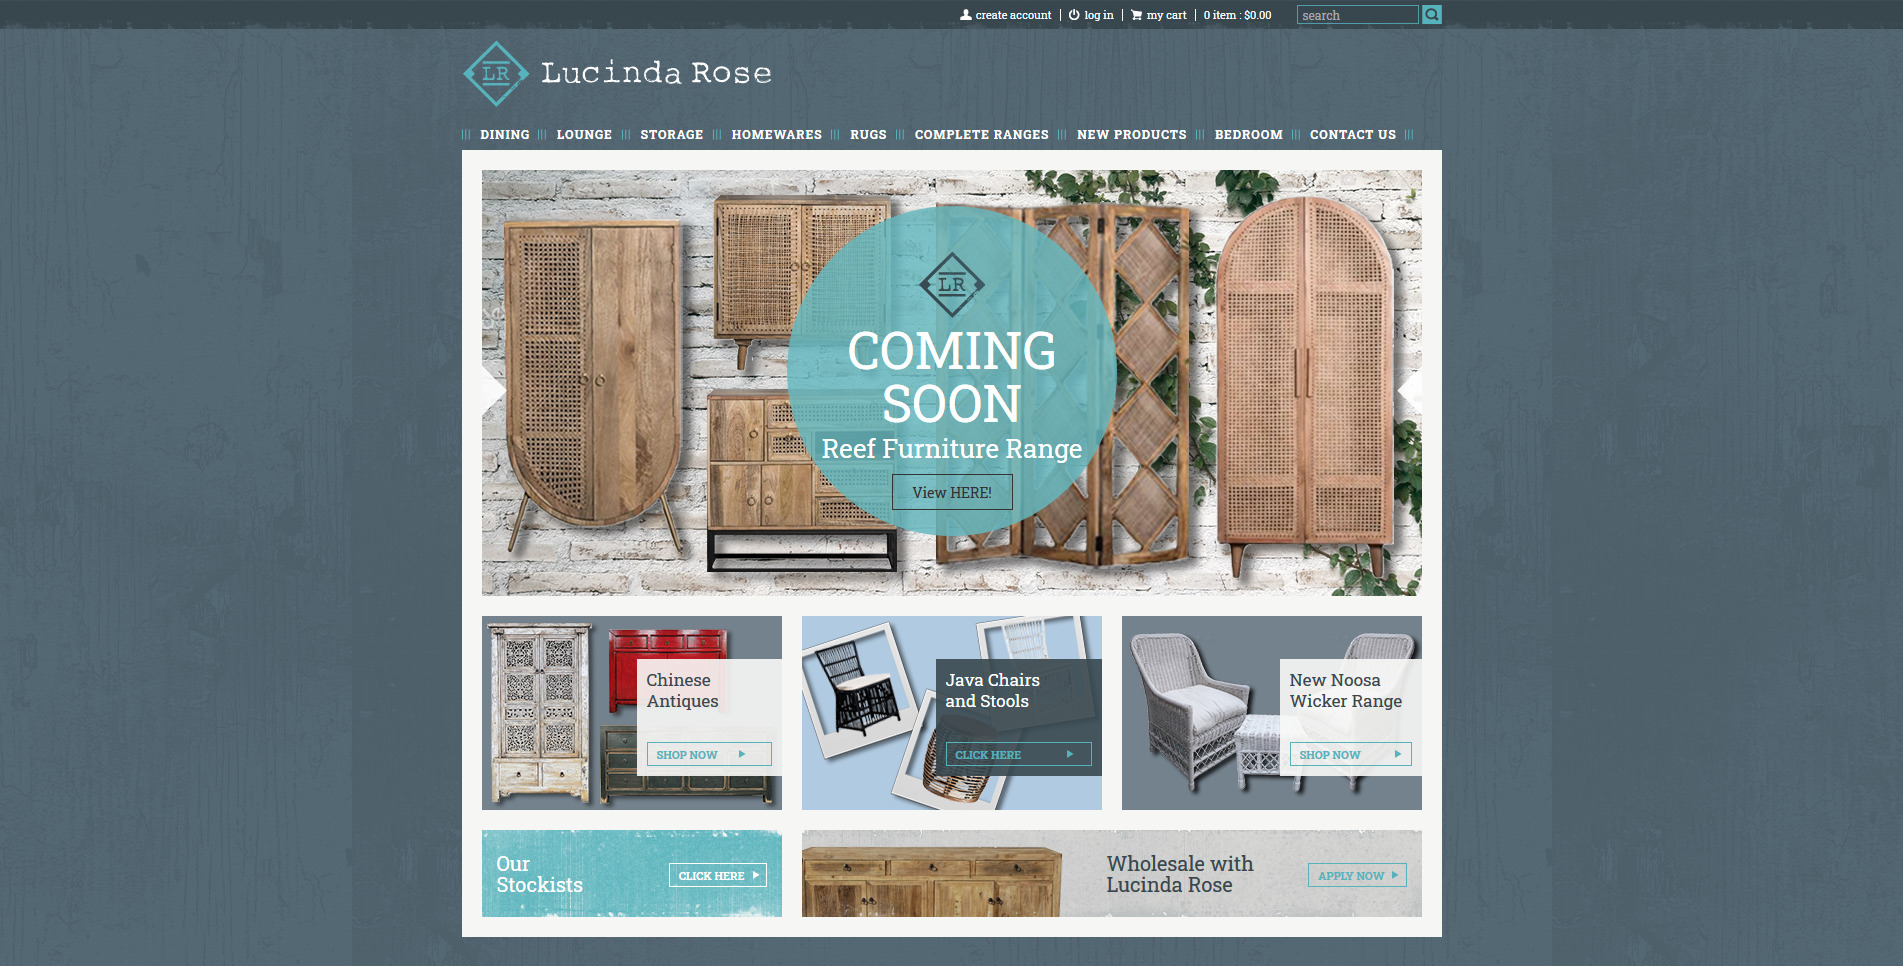 create account
log in
my cart
0 item : $0.00
search
LR
Lucinda Rose
DINING
LOUNGE
STORAGE
HOMEWARES
RUGS
COMPLETE RANGES
NEW PRODUCTS
BEDROOM
CONTACT US
LR
COMING
SOON
Reef Furniture Range
View HERE!
Chinese
Antiques
SHOP NOW
Java Chairs
and Stools
CLICK HERE
New Noosa
Wicker Range
SHOP NOW
Our
Stockists
CLICK HERE
Wholesale with
Lucinda Rose
APPLY NOW